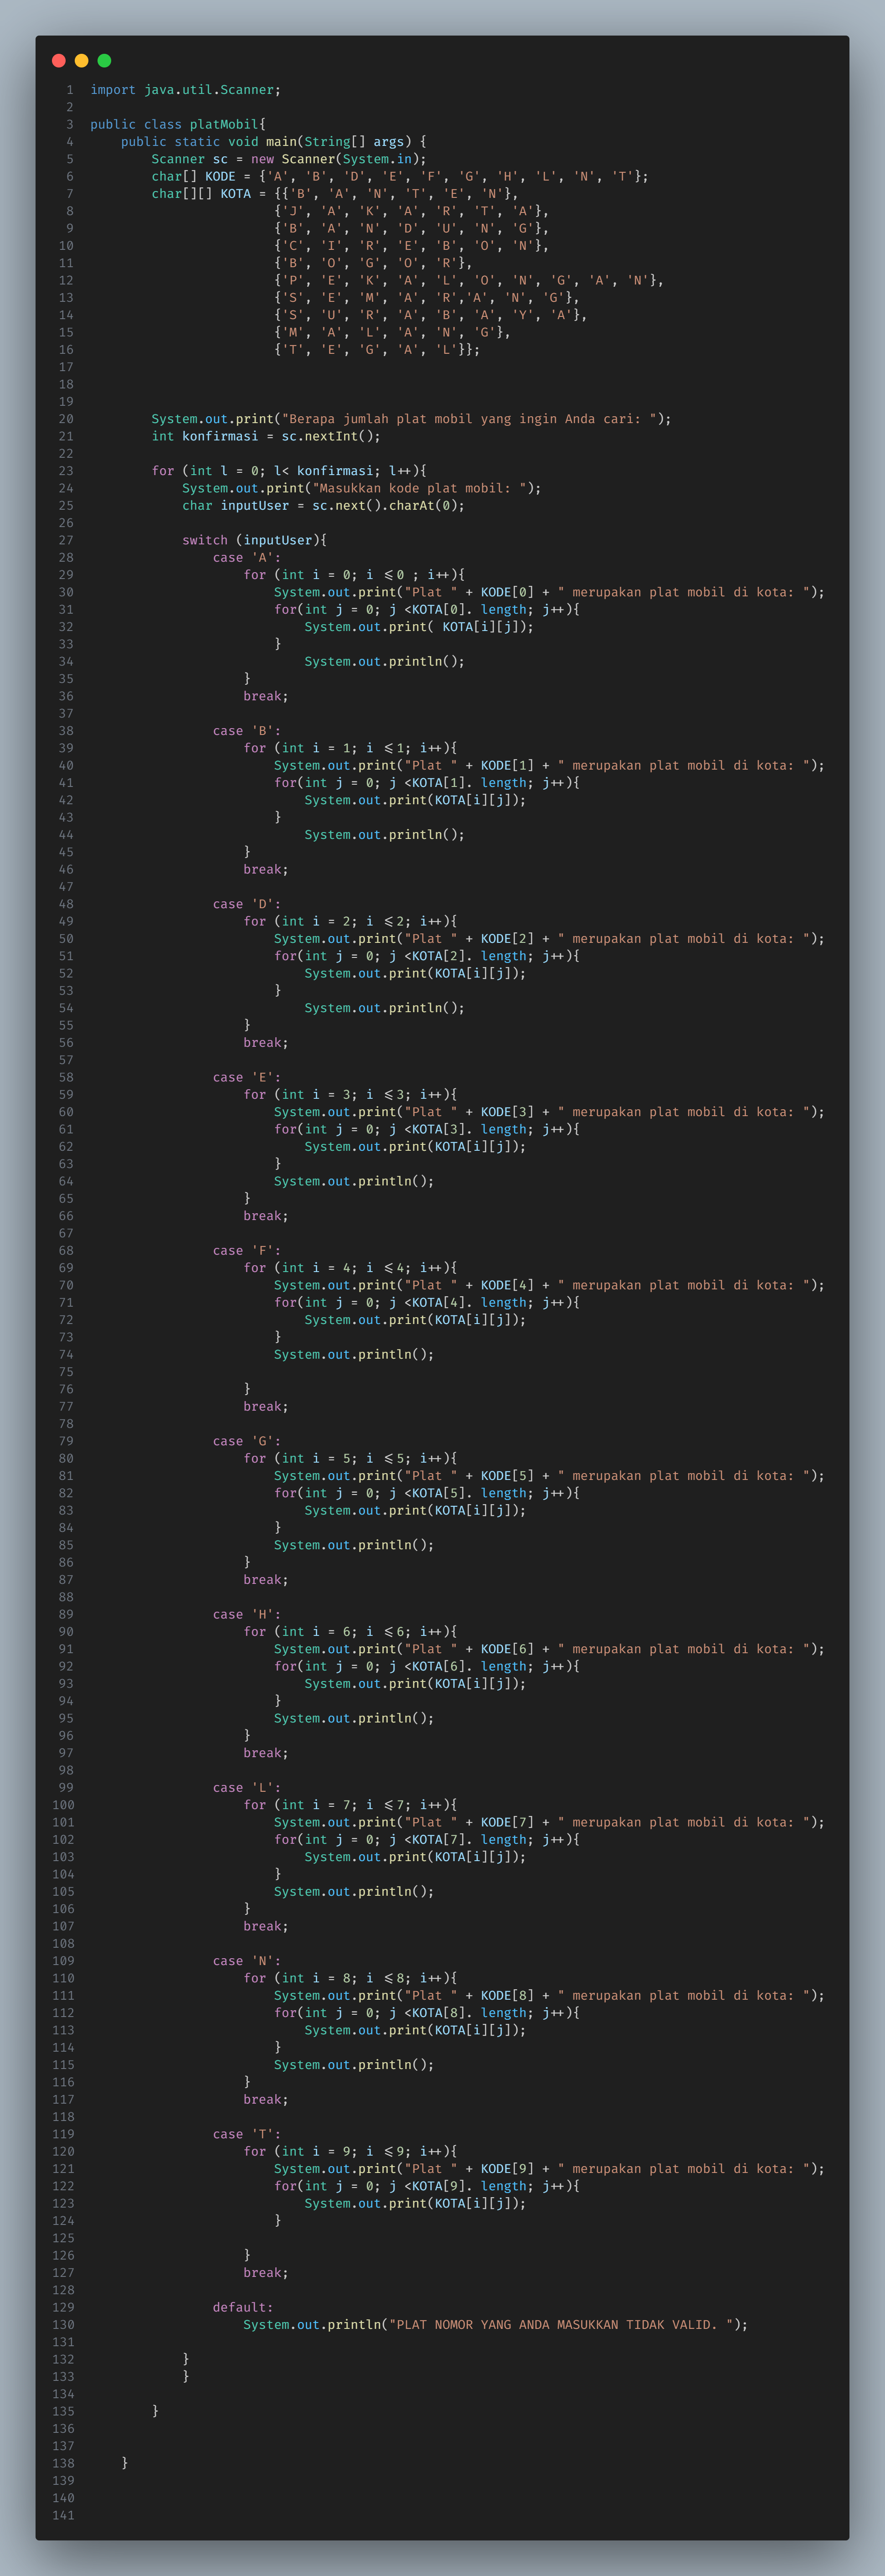 1 import java.util.Scanner;
2
3 public class platMobil{
4     public static void main(String[] args) {
5         Scanner sc = new Scanner(System.in);
6         char[] KODE = {'A', 'B', 'D', 'E', 'F', 'G', 'H', 'L', 'N', 'T'};
7         char[][] KOTA = {{'B', 'A', 'N', 'T', 'E', 'N'},
8                         {'J', 'A', 'K', 'A', 'R', 'T', 'A'},
9                         {'B', 'A', 'N', 'D', 'U', 'N', 'G'},
10                         {'C', 'I', 'R', 'E', 'B', 'O', 'N'},
11                         {'B', 'O', 'G', 'O', 'R'},
12                         {'P', 'E', 'K', 'A', 'L', 'O', 'N', 'G', 'A', 'N'},
13                         {'S', 'E', 'M', 'A', 'R','A', 'N', 'G'},
14                         {'S', 'U', 'R', 'A', 'B', 'A', 'Y', 'A'},
15                         {'M', 'A', 'L', 'A', 'N', 'G'},
16                         {'T', 'E', 'G', 'A', 'L'}};
17
18
19
20         System.out.print("Berapa jumlah plat mobil yang ingin Anda cari: ");
21         int konfirmasi = sc.nextInt();
22
23         for (int l = 0; l< konfirmasi; l++){
24             System.out.print("Masukkan kode plat mobil: ");
25             char inputUser = sc.next().charAt(0);
26
27             switch (inputUser){
28                 case 'A':
29                     for (int i = 0; i <=0 ; i++){
30                         System.out.print("Plat " + KODE[0] + " merupakan plat mobil di kota: ");
31                         for(int j = 0; j <KOTA[0]. length; j++){
32                             System.out.print( KOTA[i][j]);
33                         }
34                             System.out.println();
35                     }
36                     break;
37
38                 case 'B':
39                     for (int i = 1; i <=1; i++){
40                         System.out.print("Plat " + KODE[1] + " merupakan plat mobil di kota: ");
41                         for(int j = 0; j <KOTA[1]. length; j++){
42                             System.out.print(KOTA[i][j]);
43                         }
44                             System.out.println();
45                     }
46                     break;
47
48                 case 'D':
49                     for (int i = 2; i <=2; i++){
50                         System.out.print("Plat " + KODE[2] + " merupakan plat mobil di kota: ");
51                         for(int j = 0; j <KOTA[2]. length; j++){
52                             System.out.print(KOTA[i][j]);
53                         }
54                             System.out.println();
55                     }
56                     break;
57
58                 case 'E':
59                     for (int i = 3; i <=3; i++){
60                         System.out.print("Plat " + KODE[3] + " merupakan plat mobil di kota: ");
61                         for(int j = 0; j <KOTA[3]. length; j++){
62                             System.out.print(KOTA[i][j]);
63                         }
64                         System.out.println();
65                     }
66                     break;
67
68                 case 'F':
69                     for (int i = 4; i <=4; i++){
70                         System.out.print("Plat " + KODE[4] + " merupakan plat mobil di kota: ");
71                         for(int j = 0; j <KOTA[4]. length; j++){
72                             System.out.print(KOTA[i][j]);
73                         }
74                         System.out.println();
75
76                     }
77                     break;
78
79                 case 'G':
80                     for (int i = 5; i <=5; i++){
81                         System.out.print("Plat " + KODE[5] + " merupakan plat mobil di kota: ");
82                         for(int j = 0; j <KOTA[5]. length; j++){
83                             System.out.print(KOTA[i][j]);
84                         }
85                         System.out.println();
86                     }
87                     break;
88
89                 case 'H':
90                     for (int i = 6; i <=6; i++){
91                         System.out.print("Plat " + KODE[6] + " merupakan plat mobil di kota: ");
92                         for(int j = 0; j <KOTA[6]. length; j++){
93                             System.out.print(KOTA[i][j]);
94                         }
95                         System.out.println();
96                     }
97                     break;
98
99                 case 'L':
100                     for (int i = 7; i <=7; i++){
101                         System.out.print("Plat " + KODE[7] + " merupakan plat mobil di kota: ");
102                         for(int j = 0; j <KOTA[7]. length; j++){
103                             System.out.print(KOTA[i][j]);
104                         }
105                         System.out.println();
106                     }
107                     break;
108
109                 case 'N':
110                     for (int i = 8; i <=8; i++){
111                         System.out.print("Plat " + KODE[8] + " merupakan plat mobil di kota: ");
112                         for(int j = 0; j <KOTA[8]. length; j++){
113                             System.out.print(KOTA[i][j]);
114                         }
115                         System.out.println();
116                     }
117                     break;
118
119                 case 'T':
120                     for (int i = 9; i <=9; i++){
121                         System.out.print("Plat " + KODE[9] + " merupakan plat mobil di kota: ");
122                         for(int j = 0; j <KOTA[9]. length; j++){
123                             System.out.print(KOTA[i][j]);
124                         }
125
126                     }
127                     break;
128
129                 default:
130                     System.out.println("PLAT NOMOR YANG ANDA MASUKKAN TIDAK VALID. ");
131
132             }
133             }
134
135         }
136
137
138     }
139
140
141